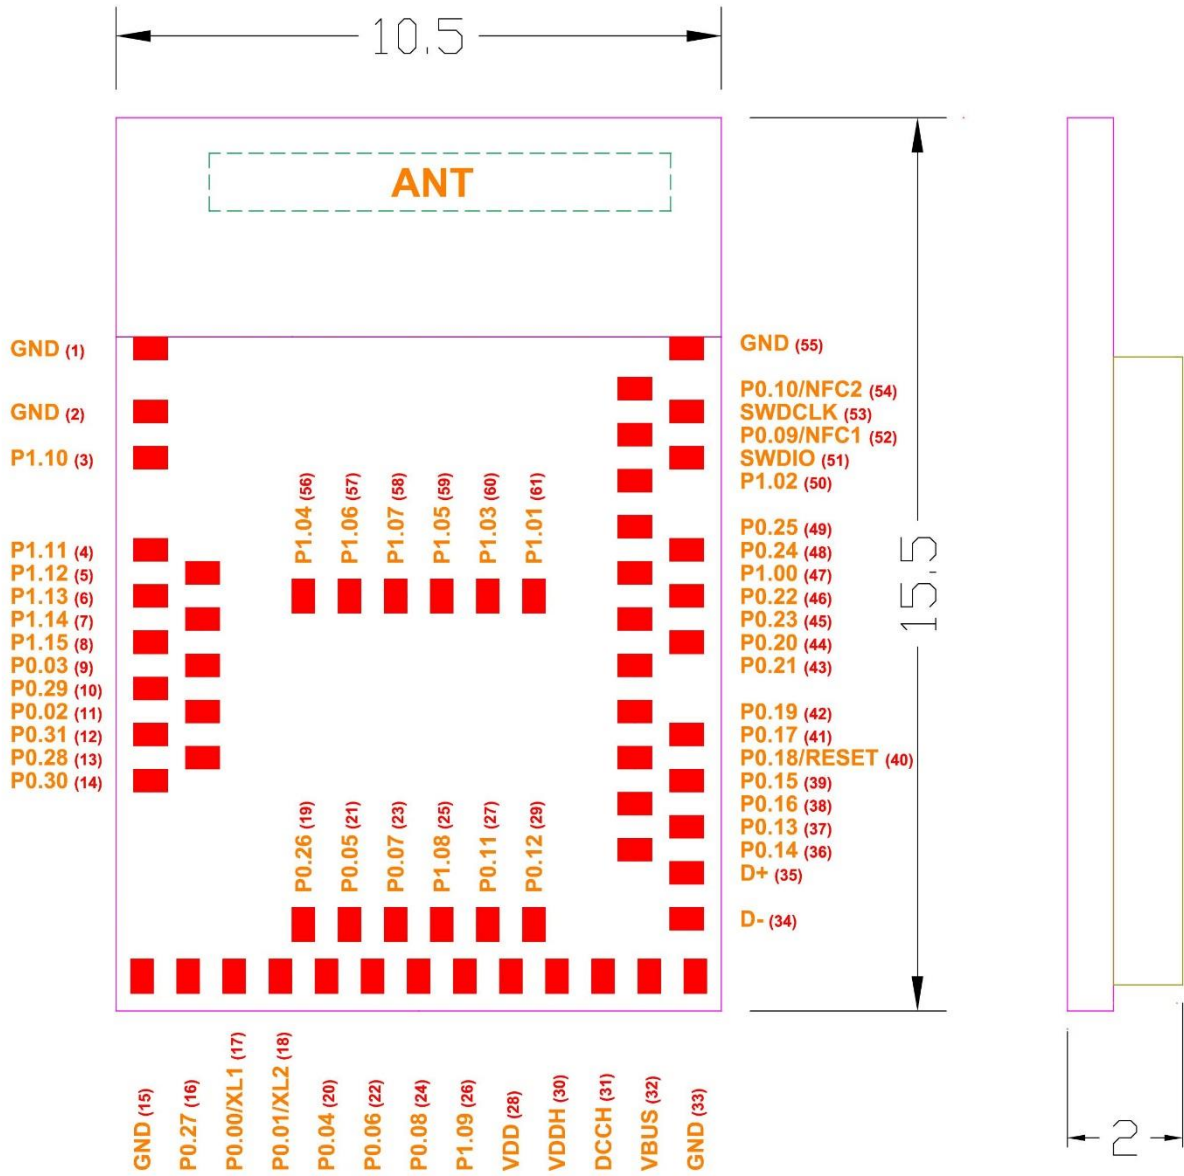 10.5
ANT
GND (1)
GND (2)
P1.10 (3)
P1.11 (4)
P1.12 (5)
P1.13 (6)
P1.14 (7)
P1.15 (8)
P0.03 (9)
P0.29 (10)
P0.02 (11)
P0.31 (12)
P0.28 (13)
P0.30 (14)
P1.04 (56)
P1.06 (57)
P1.07 (58)
P1.05 (59)
P1.03 (60)
P1.01 (61)
P0.26 (19)
P0.05 (21)
P0.07 (23)
P1.08 (25)
P0.11 (27)
P0.12 (29)
GND (55)
P0.10/NFC2 (54)
SWDCLK (53)
P0.09/NFC1 (52)
SWDIO (51)
P1.02 (50)
P0.25 (49)
P0.24 (48)
P1.00 (47)
P0.22 (46)
P0.23 (45)
P0.20 (44)
P0.21 (43)
P0.19 (42)
P0.17 (41)
P0.18/RESET (40)
P0.15 (39)
P0.16 (38)
P0.13 (37)
P0.14 (36)
D+ (35)
D- (34)
15.5
GND (15)
P0.27 (16)
P0.00/XL1 (17)
P0.01/XL2 (18)
P0.04 (20)
P0.06 (22)
P0.08 (24)
P1.09 (26)
VDD (28)
VDDH (30)
DCCH (31)
VBUS (32)
GND (33)
2